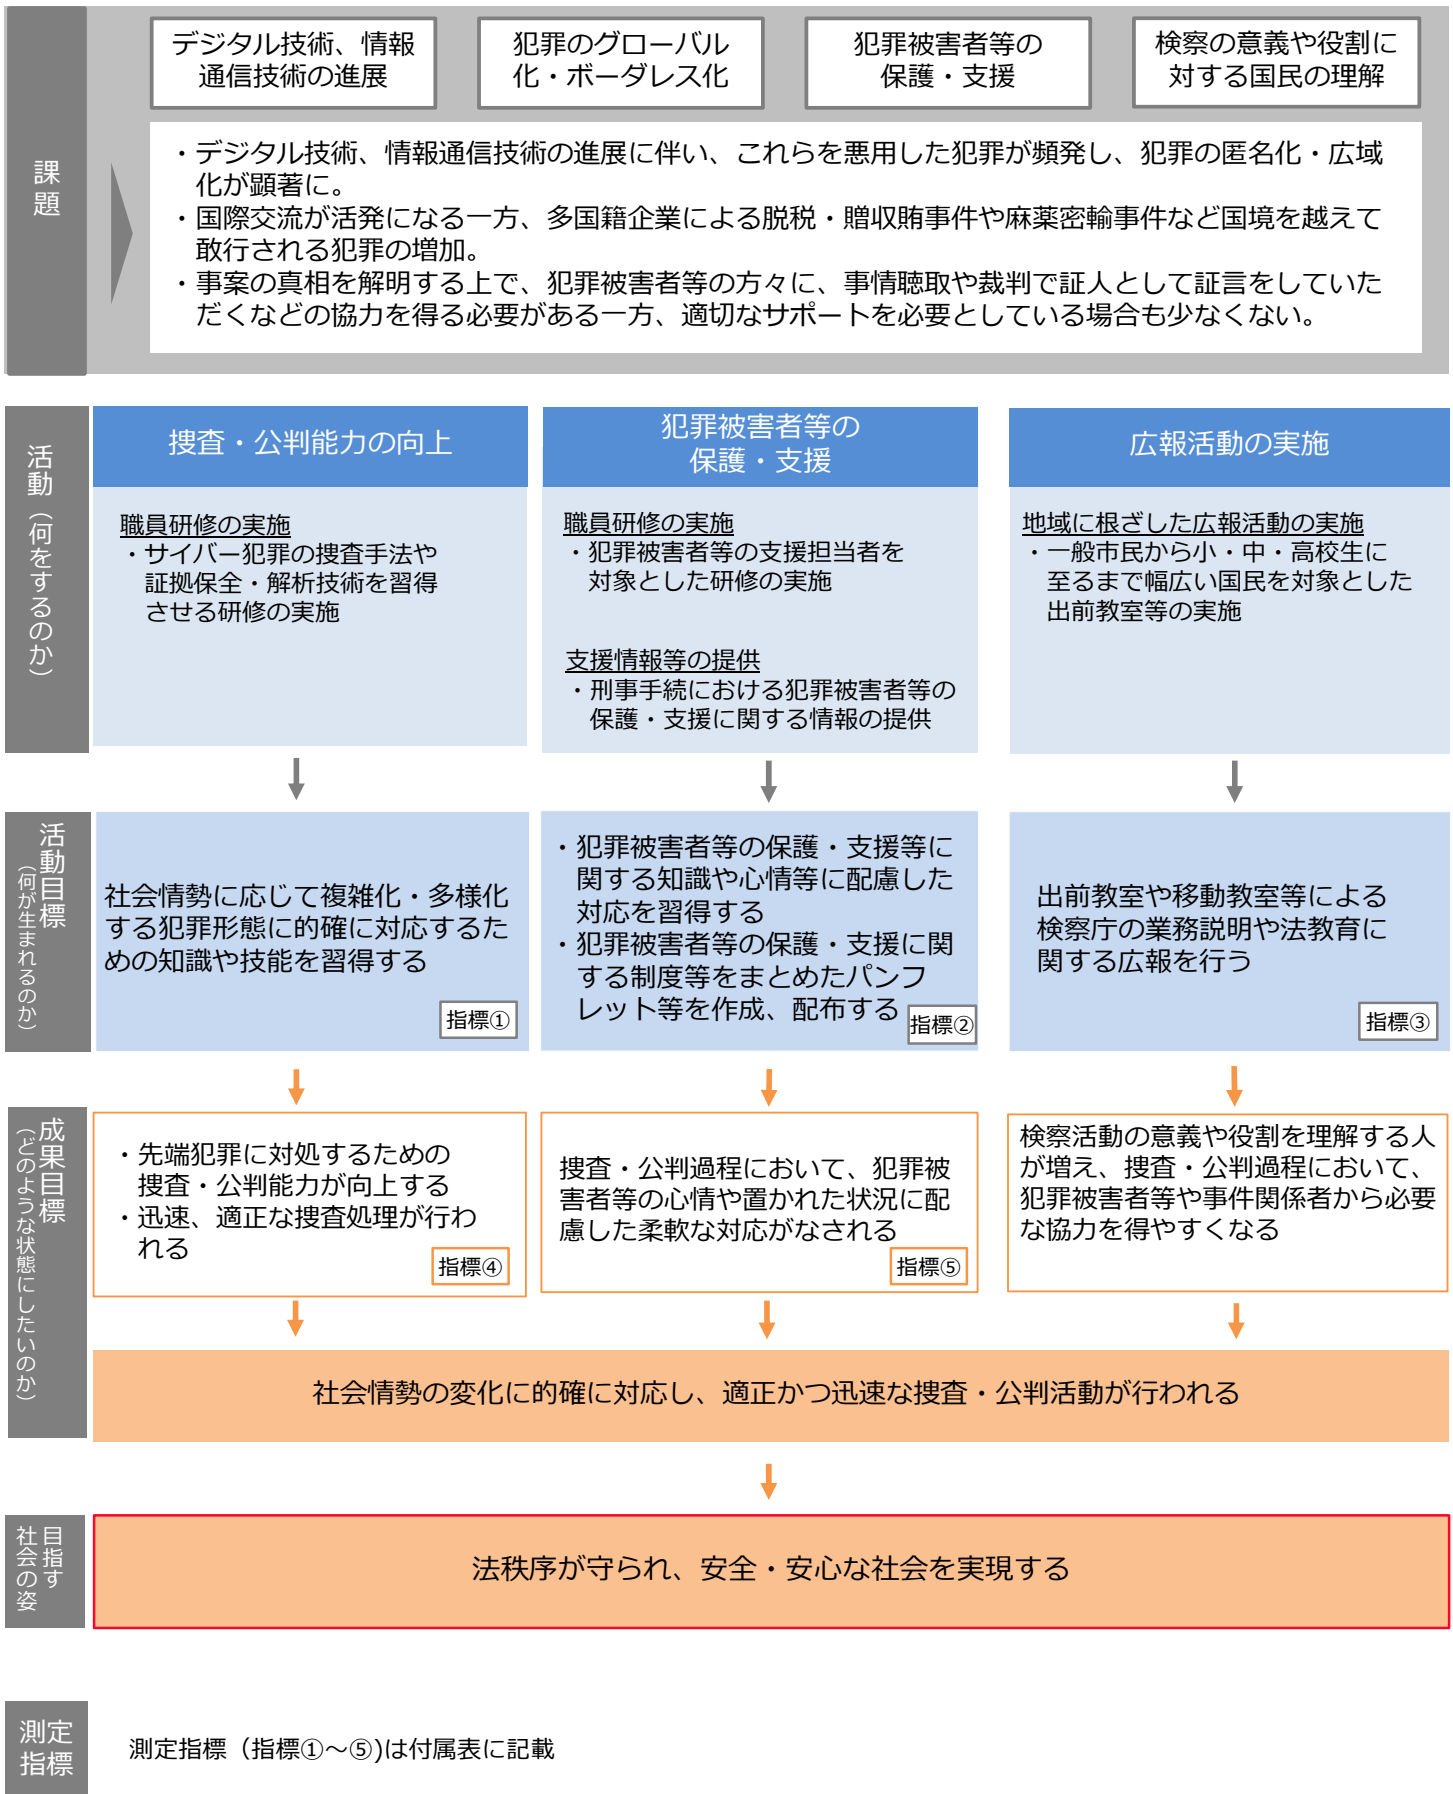 課題
デジタル技術、情報
通信技術の進展
犯罪のグローバル
化・ボーダレス化
犯罪被害者等の
保護・支援
検察の意義や役割に
対する国民の理解
・デジタル技術、情報通信技術の進展に伴い、これらを悪用した犯罪が頻発し、犯罪の匿名化・広域
化が顕著に。
・国際交流が活発になる一方、多国籍企業による脱税・贈収賄事件や麻薬密輸事件など国境を越えて
敢行される犯罪の増加。
・事案の真相を解明する上で、犯罪被害者等の方々に、事情聴取や裁判で証人として証言をしていた
だくなどの協力を得る必要がある一方、適切なサポートを必要としている場合も少なくない。
活動（何をするのか）
捜査・公判能力の向上
職員研修の実施
・サイバー犯罪の捜査手法や
証拠保全・解析技術を習得
させる研修の実施
犯罪被害者等の
保護・支援
職員研修の実施
・犯罪被害者等の支援担当者を
対象とした研修の実施
支援情報等の提供
・刑事手続における犯罪被害者等の
保護・支援に関する情報の提供
広報活動の実施
地域に根ざした広報活動の実施
・一般市民から小・中・高校生に
至るまで幅広い国民を対象とした
出前教室等の実施
活動目標
（何が生まれるのか）
社会情勢に応じて複雑化・多様化
する犯罪形態に的確に対応するた
めの知識や技能を習得する
指標①
・犯罪被害者等の保護・支援等に
関する知識や心情等に配慮した
対応を習得する
・犯罪被害者等の保護・支援に関
する制度等をまとめたパンフ
レット等を作成、配布する
指標②
出前教室や移動教室等による
検察庁の業務説明や法教育に
関する広報を行う
指標③
成果目標
（どのような状態にしたいのか）
・先端犯罪に対処するための
捜査・公判能力が向上する
・迅速、適正な捜査処理が行わ
れる
指標④
捜査・公判過程において、犯罪被
害者等の心情や置かれた状況に配
慮した柔軟な対応がなされる
指標⑤
検察活動の意義や役割を理解する人
が増え、捜査・公判過程において、
犯罪被害者等や事件関係者から必要
な協力を得やすくなる
社会情勢の変化に的確に対応し、適正かつ迅速な捜査・公判活動が行われる
目指す
社会の姿
法秩序が守られ、安全・安心な社会を実現する
測定
指標
測定指標（指標①～⑤)は付属表に記載